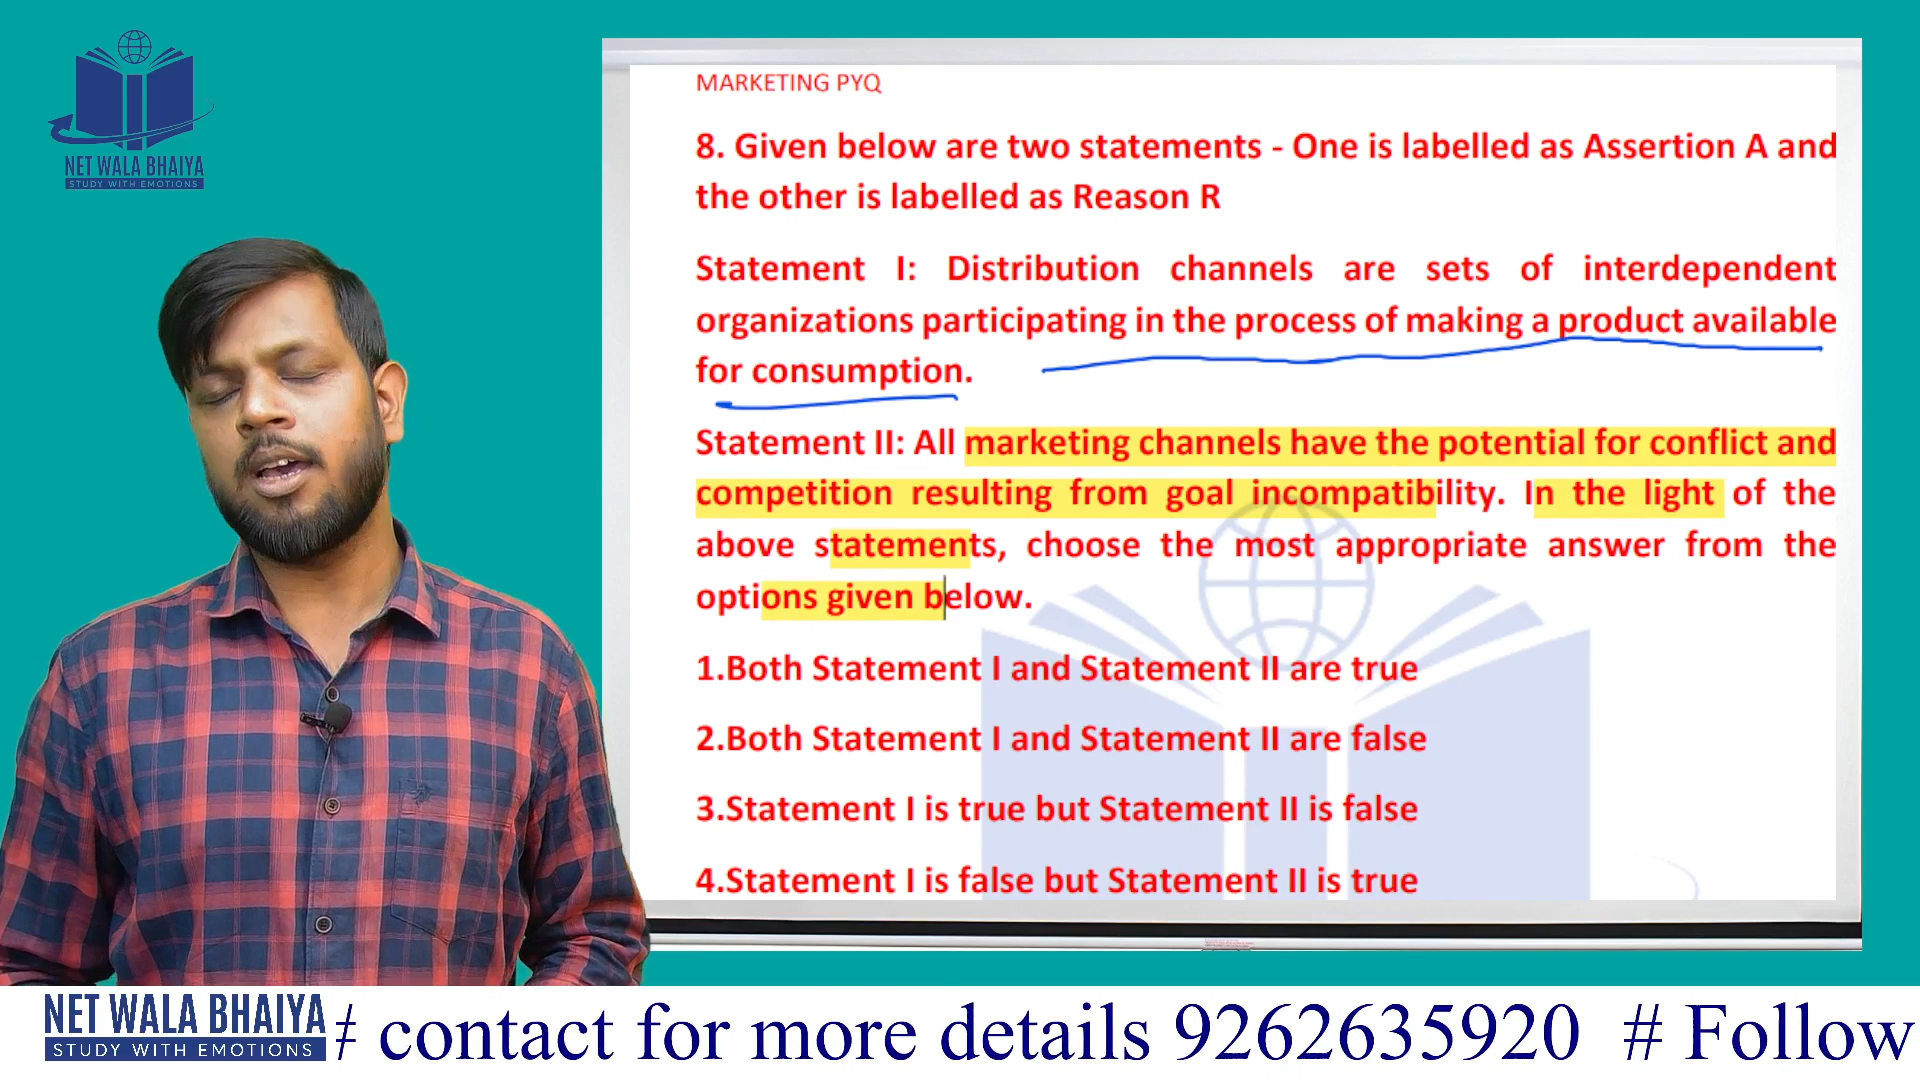 NET WALA BHAIYA
STUDY WITH EMOTIONS
MARKETING PYQ
8. Given below are two statements - One is labelled as Assertion A and
the other is labelled as Reason R
Statement I: Distribution channels are sets of interdependent
organizations participating in the process of making a product available
for consumption.
Statement II: All marketing channels have the potential for conflict and
competition resulting from goal incompatibility. In the light of the
above statements, choose the most appropriate answer from the
options given below.
1.Both Statement I and Statement II are true
2.Both Statement I and Statement II are false
3.Statement I is true but Statement II is false
4.Statement I is false but Statement II is true
NET WALA BHAIYA
STUDY WITH EMOTIONS
# contact for more details 9262635920 # Follow